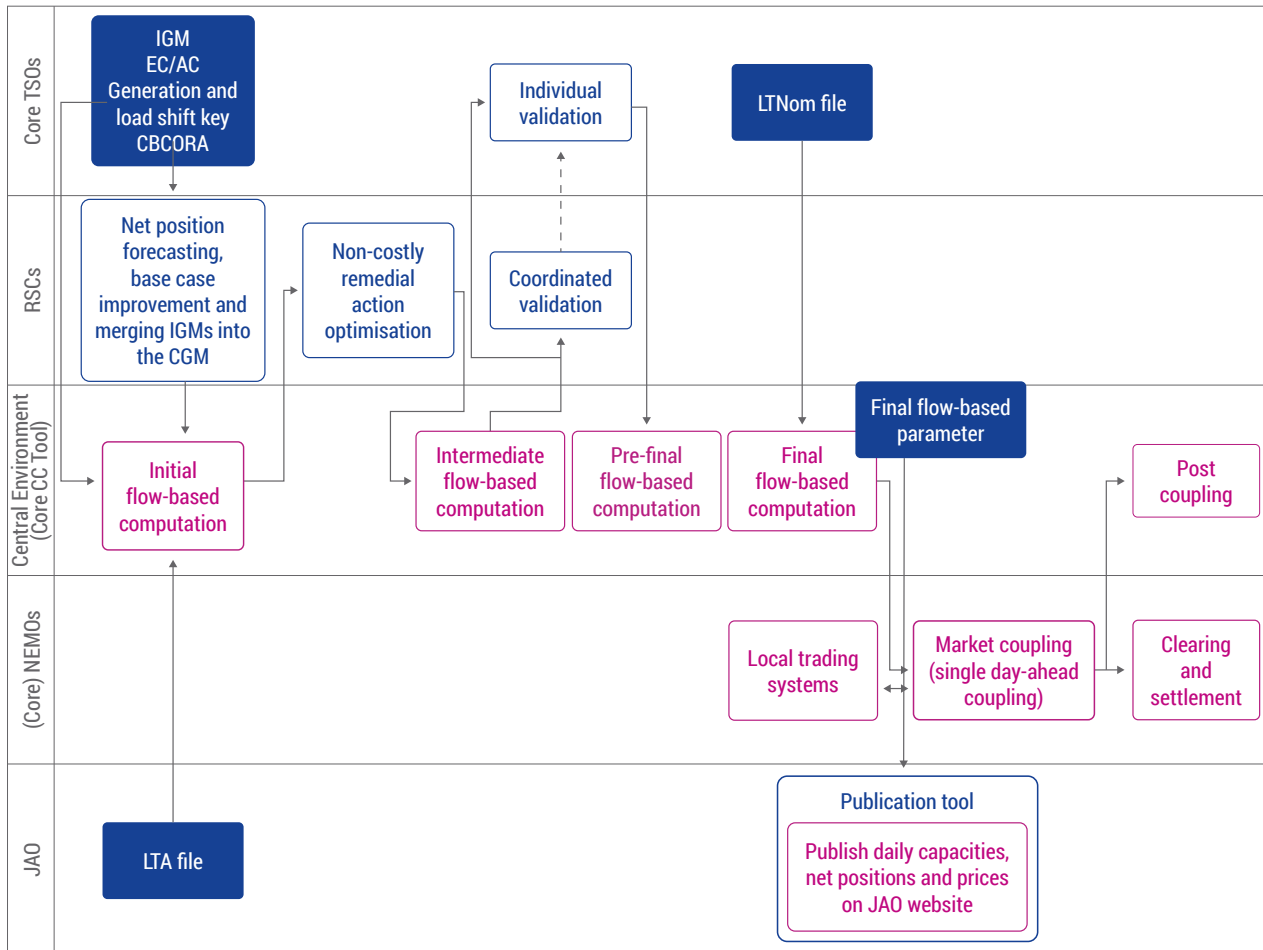 Core TSOs
IGM
EC/AC
Generation and
load shift key
CBCORA
Individual
validation
LTNom file
RSCs
Net position
forecasting,
base case
improvement and
merging IGMs into
the CGM
Non-costly
remedial
action
optimisation
Coordinated
validation
Central Environment
(Core CC Tool)
Initial
flow-based
computation
Intermediate
flow-based
computation
Pre-final
flow-based
computation
Final
flow-based
computation
Final flow-based
parameter
Post
coupling
(Core) NEMOs
Local trading
systems
Market coupling
(single day-ahead
coupling)
Clearing
and
settlement
JAO
LTA file
Publication tool
Publish daily capacities,
net positions and prices
on JAO website